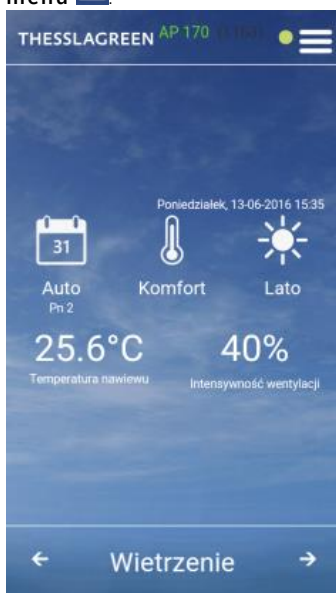 menu
THESSLAGREEN AP 170
Poniedziałek, 13-06-2016 15:35
31
Auto Komfort Lato
Pn 2
25.6°C 40%
Temperatura nawiewu Intensywność wentylacji
← Wietrzenie →